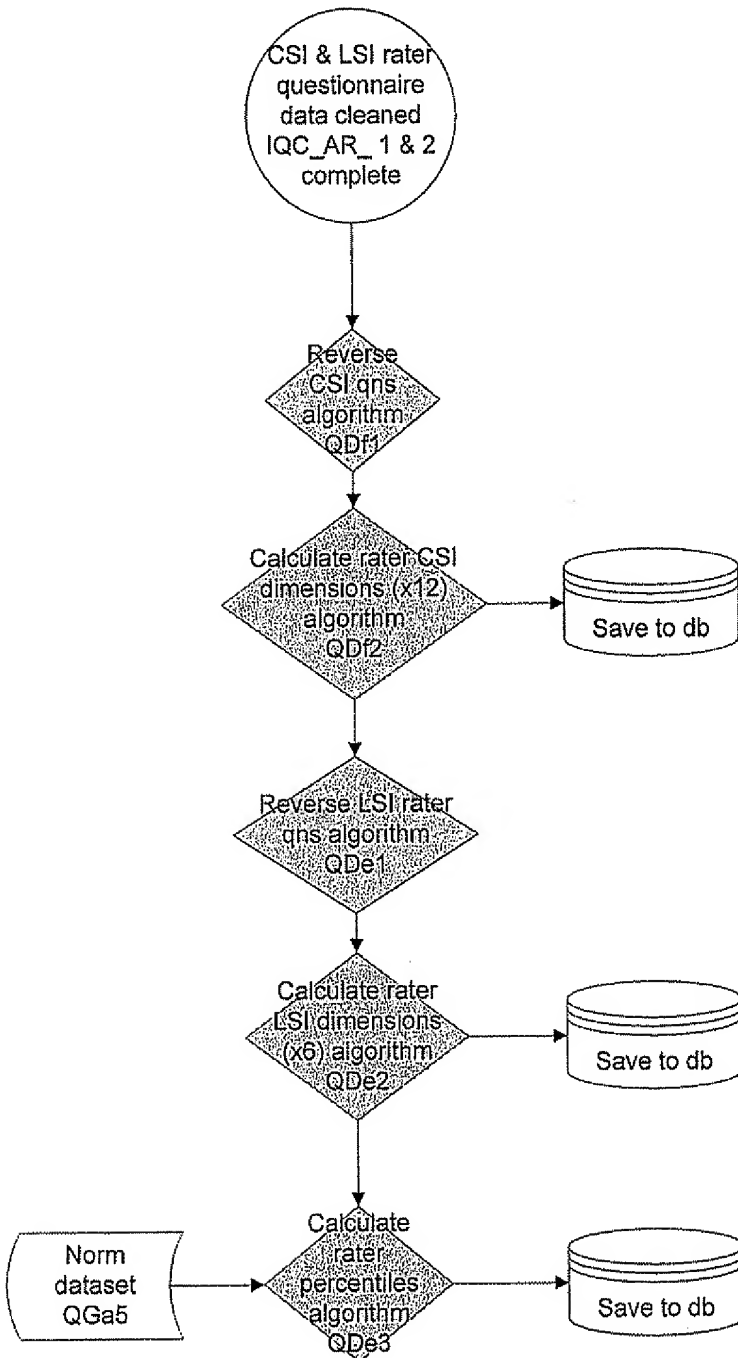 CSI & LSI rater
questionnaire
data cleaned
IQC_AR_ 1 & 2
complete
Reverse
CSI qns
algorithm
QDf1
Calculate rater CSI
dimensions (x12)
algorithm
QDf2
Save to db
Reverse LSI rater
qns algorithm
QDe1
Calculate rater
LSI dimensions
(x6) algorithm
QDe2
Save to db
Norm
dataset
QGa5
Calculate
rater
percentiles
algorithm
QDe3
Save to db